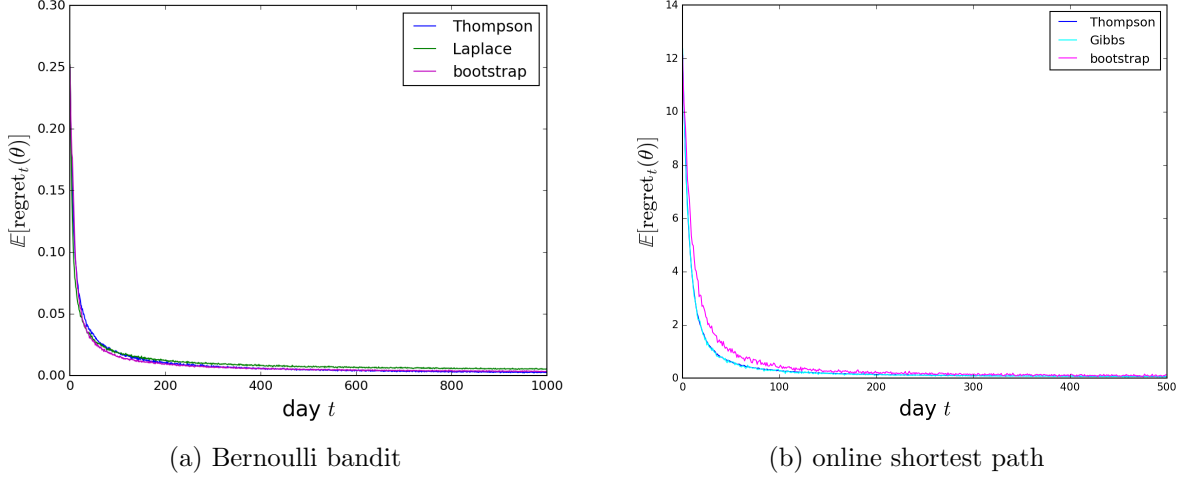 0.30
0.25
0.20
0.15
0.10
0.05
0.00
𝔼[regret_t(θ)]
0 200 400 600 800 1000
day t
Thompson
Laplace
bootstrap
(a) Bernoulli bandit
14
12
10
8
6
4
2
0
𝔼[regret_t(θ)]
0 100 200 300 400 500
day t
Thompson
Gibbs
bootstrap
(b) online shortest path